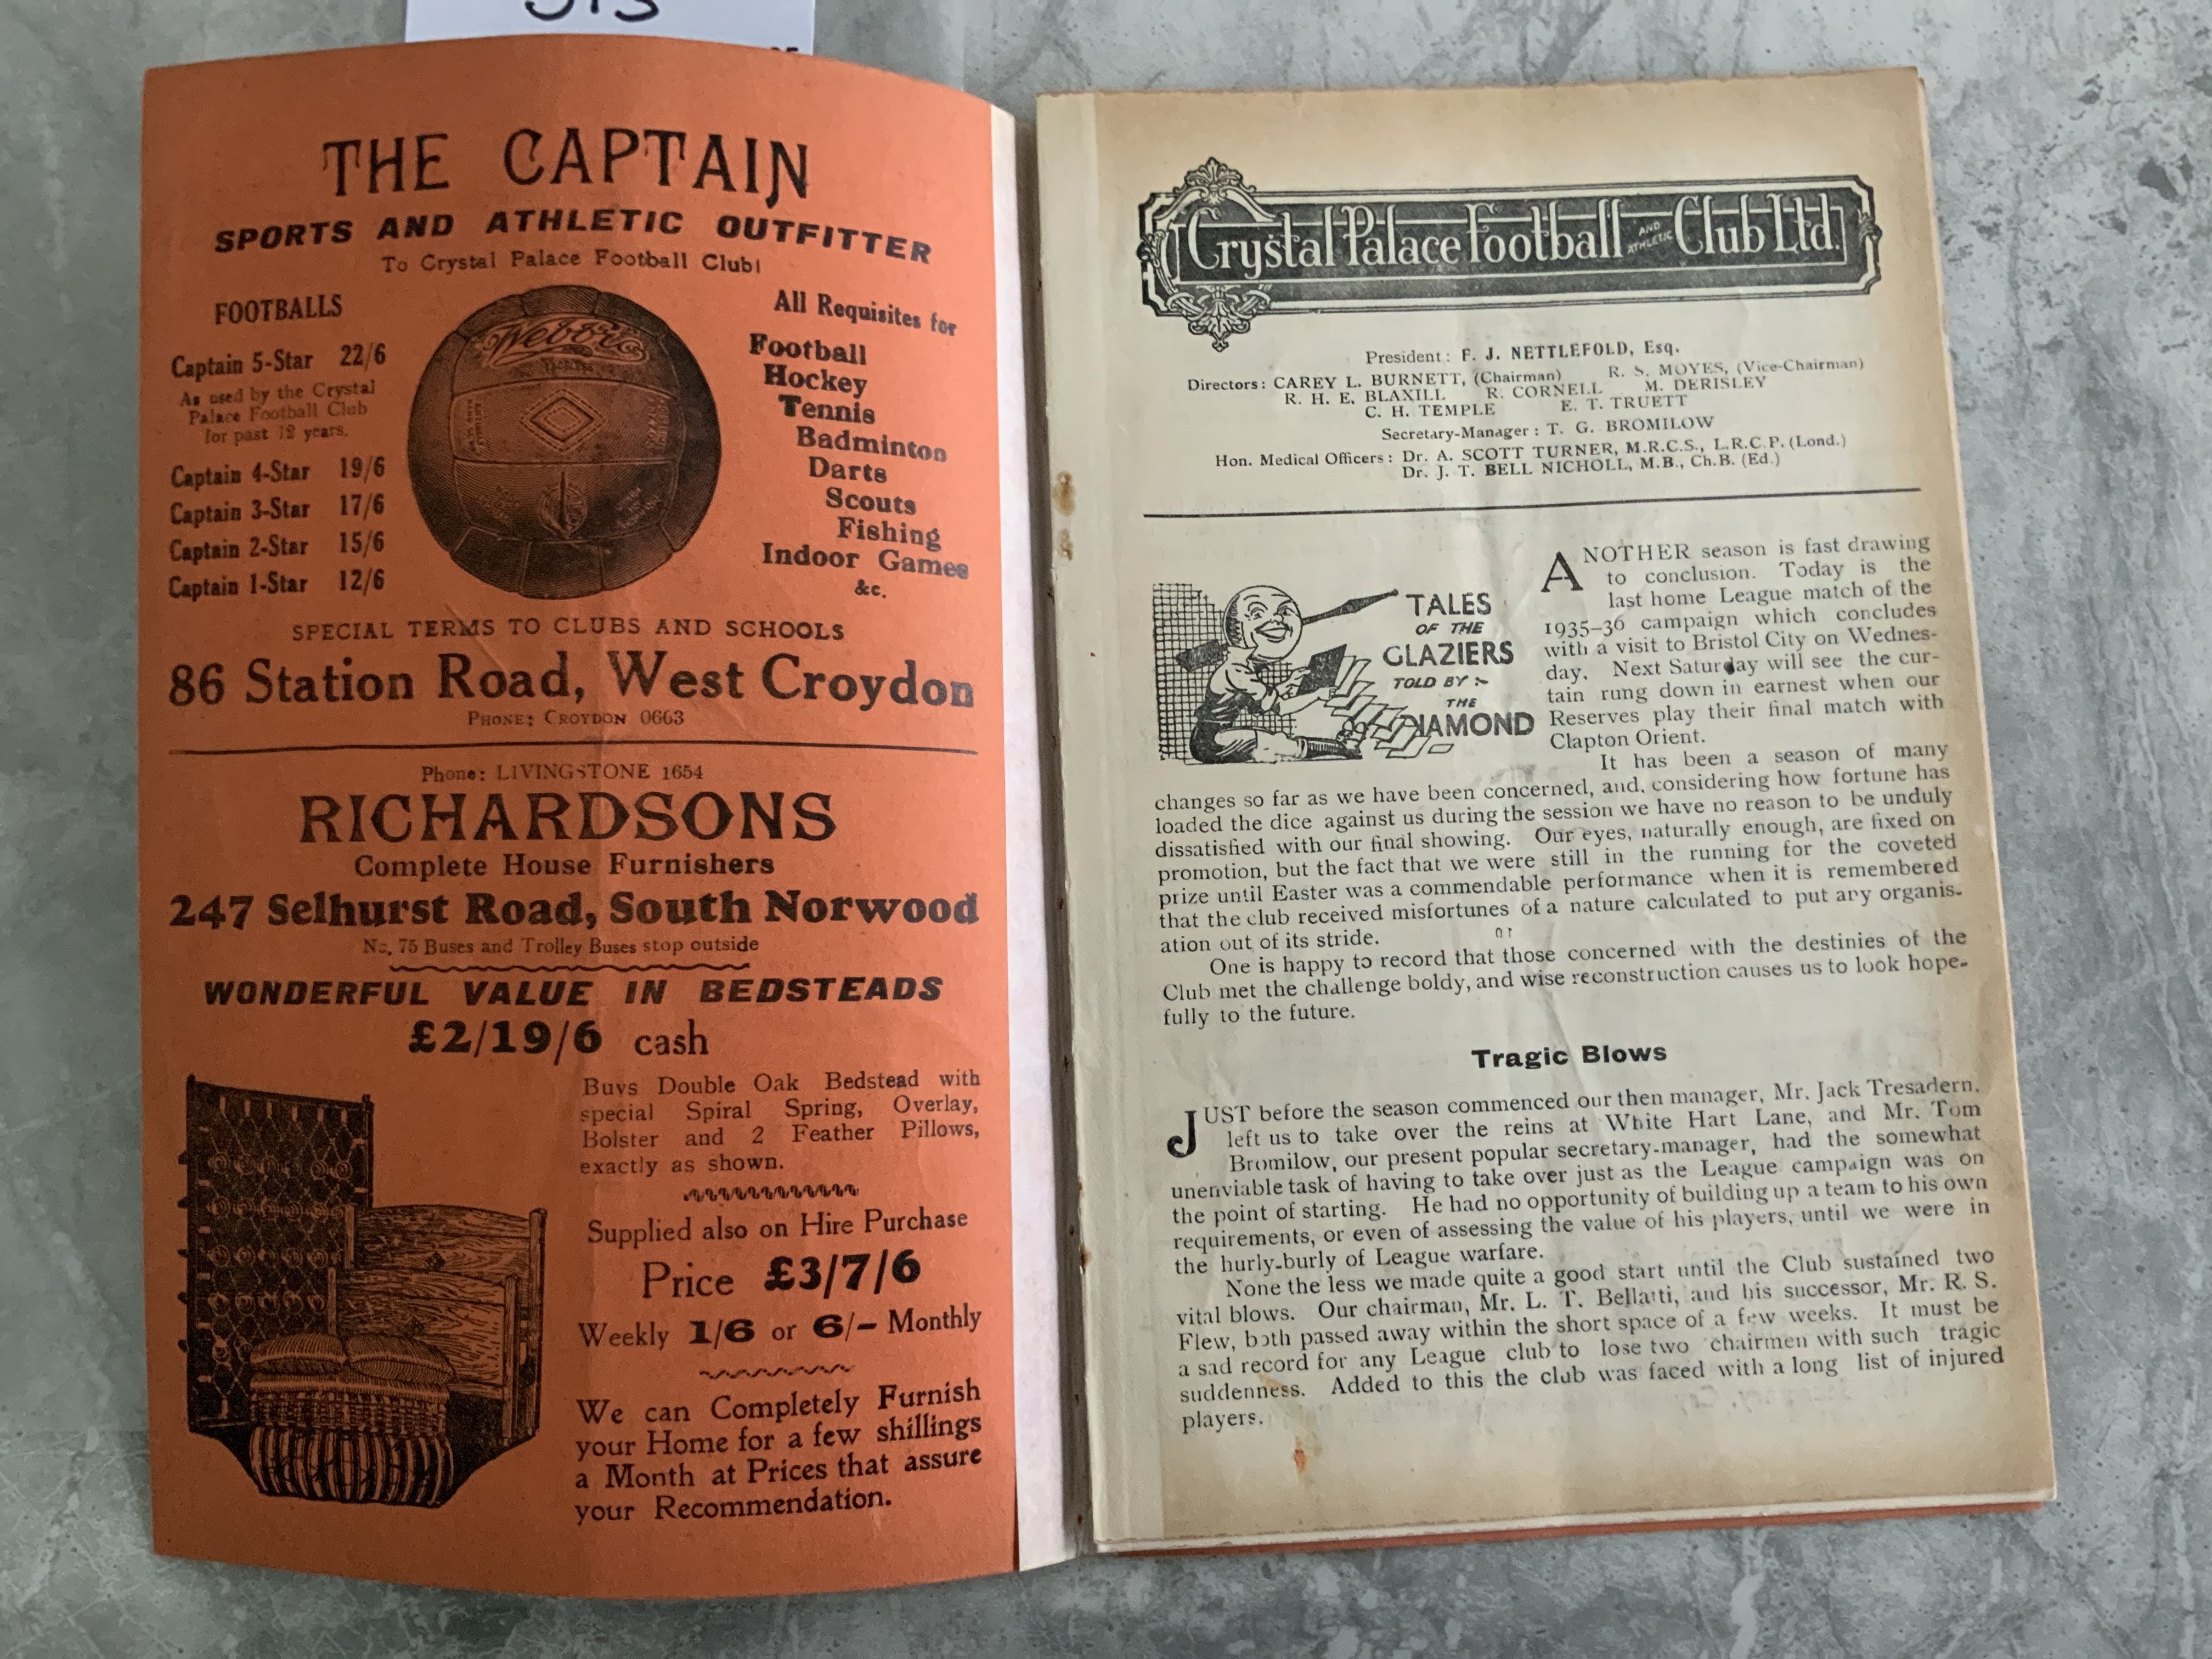 THE CAPTAIN
SPORTS AND ATHLETIC OUTFITTER
To Crystal Palace Football Club!
FOOTBALLS
Captain 5-Star 22/6
As used by the Crystal
Palace Football Club
for past 12 years.
Captain 4-Star 19/6
Captain 3-Star 17/6
Captain 2-Star 15/6
Captain 1-Star 12/6
All Requisites for
Football
Hockey
Tennis
Badminton
Darts
Scouts
Fishing
Indoor Games
&c.
SPECIAL TERMS TO CLUBS AND SCHOOLS
86 Station Road, West Croydon
PHONE: CROYDON 0663
Phone: LIVINGSTONE 1654
RICHARDSONS
Complete House Furnishers
247 Selhurst Road, South Norwood
No. 75 Buses and Trolley Buses stop outside
WONDERFUL VALUE IN BEDSTEADS
£2/19/6 cash
Buys Double Oak Bedstead with
special Spiral Spring, Overlay,
Bolster and 2 Feather Pillows,
exactly as shown.
Supplied also on Hire Purchase
Price £3/7/6
Weekly 1/6 or 6/- Monthly
We can Completely Furnish
your Home for a few shillings
a Month at Prices that assure
your Recommendation.
Crystal Palace Football AND ATHLETIC Club Ltd.
President: F. J. NETTLEFOLD, Esq.
Directors: CAREY L. BURNETT, (Chairman) R. S. MOYES, (Vice-Chairman)
R. H. E. BLAXILL R. CORNELL M. DERISLEY
C. H. TEMPLE E. T. TRUETT
Secretary-Manager: T. G. BROMILOW
Hon. Medical Officers: Dr. A. SCOTT TURNER, M.R.C.S., L.R.C.P. (Lond.)
Dr. J. T. BELL NICHOLL, M.B., Ch.B. (Ed.)
TALES
OF THE
GLAZIERS
TOLD BY :-
THE
DIAMOND
ANOTHER season is fast drawing
to conclusion. Today is the
last home League match of the
1935-36 campaign which concludes
with a visit to Bristol City on Wednes-
day. Next Saturday will see the cur-
tain rung down in earnest when our
Reserves play their final match with
Clapton Orient.
It has been a season of many
changes so far as we have been concerned, and, considering how fortune has
loaded the dice against us during the session we have no reason to be unduly
dissatisfied with our final showing. Our eyes, naturally enough, are fixed on
promotion, but the fact that we were still in the running for the coveted
prize until Easter was a commendable performance when it is remembered
that the club received misfortunes of a nature calculated to put any organis-
ation out of its stride.
One is happy to record that those concerned with the destinies of the
Club met the challenge boldy, and wise reconstruction causes us to look hope-
fully to the future.
Tragic Blows
JUST before the season commenced our then manager, Mr. Jack Tresadern,
left us to take over the reins at White Hart Lane, and Mr. Tom
Bromilow, our present popular secretary-manager, had the somewhat
unenviable task of having to take over just as the League campaign was on
the point of starting. He had no opportunity of building up a team to his own
requirements, or even of assessing the value of his players, until we were in
the hurly-burly of League warfare.
None the less we made quite a good start until the Club sustained two
vital blows. Our chairman, Mr. L. T. Bellatti, and his successor, Mr. R. S.
Flew, both passed away within the short space of a few weeks. It must be
a sad record for any League club to lose two chairmen with such tragic
suddenness. Added to this the club was faced with a long list of injured
players.